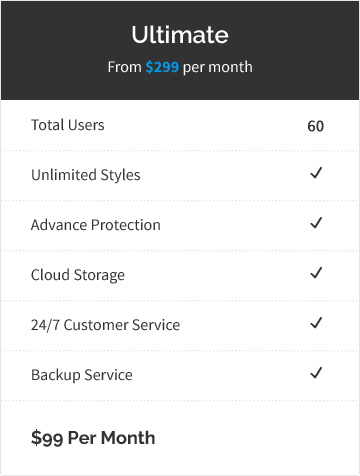 Ultimate
From $299 per month
Total Users 60
Unlimited Styles ✓
Advance Protection ✓
Cloud Storage ✓
24/7 Customer Service ✓
Backup Service ✓
$99 Per Month